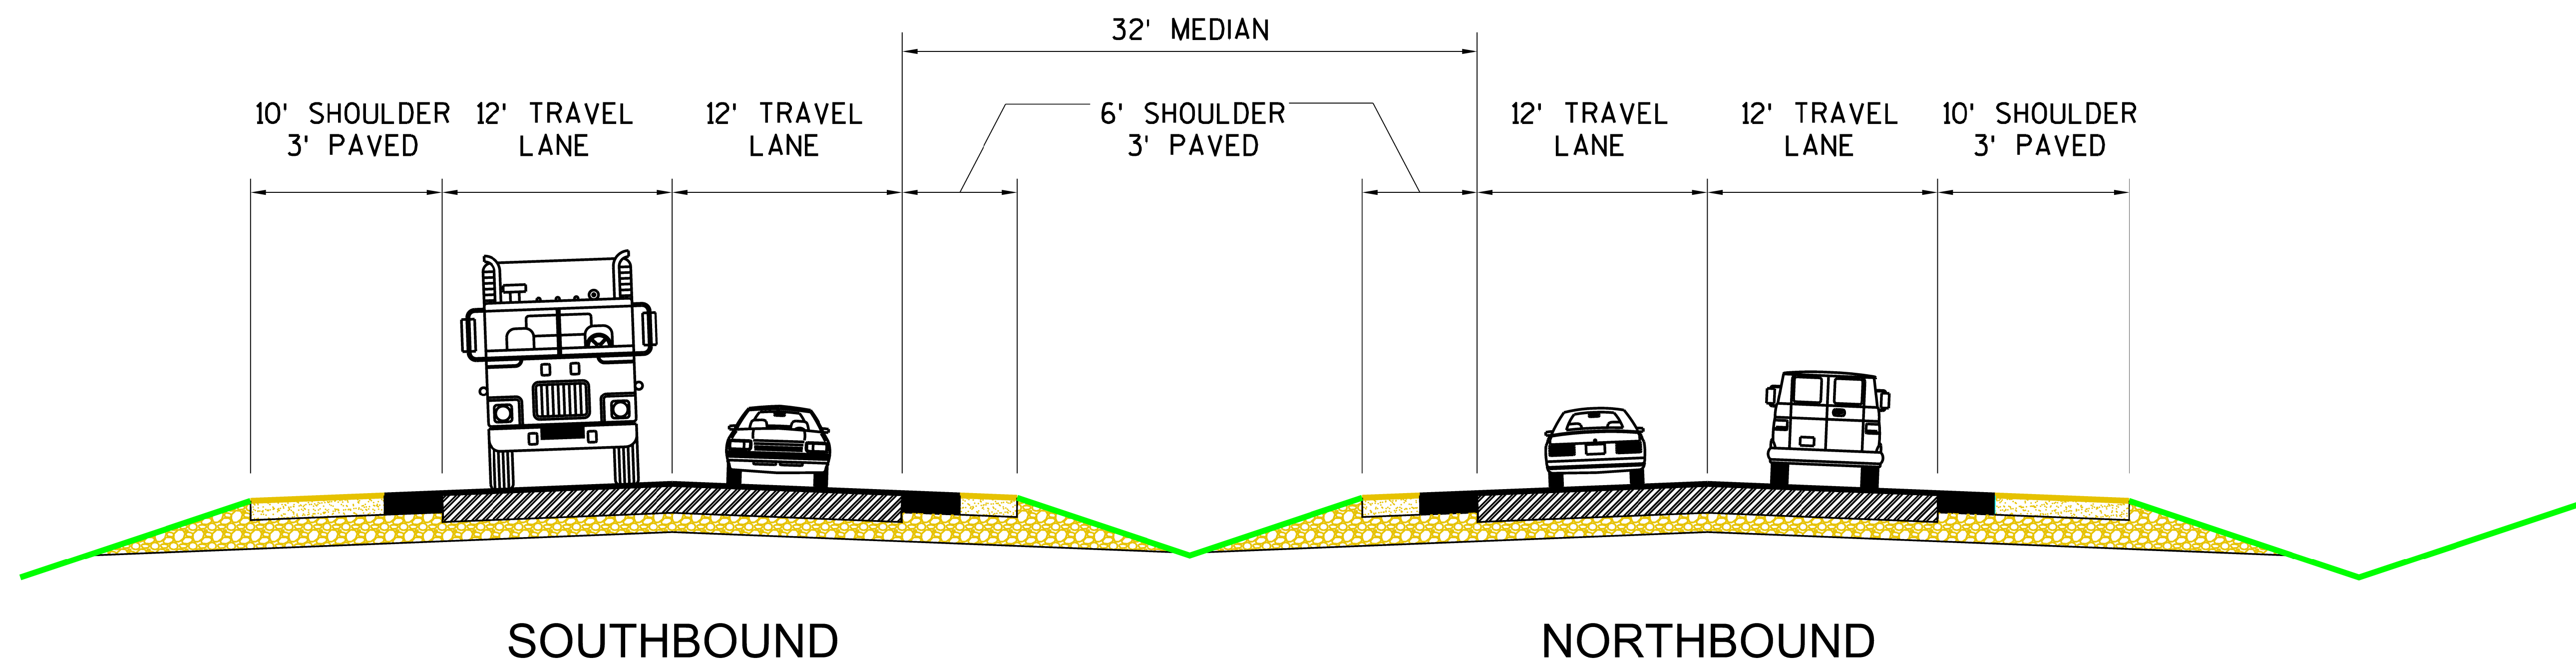 32' MEDIAN
10' SHOULDER
3' PAVED
12' TRAVEL
LANE
12' TRAVEL
LANE
6' SHOULDER
3' PAVED
12' TRAVEL
LANE
12' TRAVEL
LANE
10' SHOULDER
3' PAVED
SOUTHBOUND
NORTHBOUND